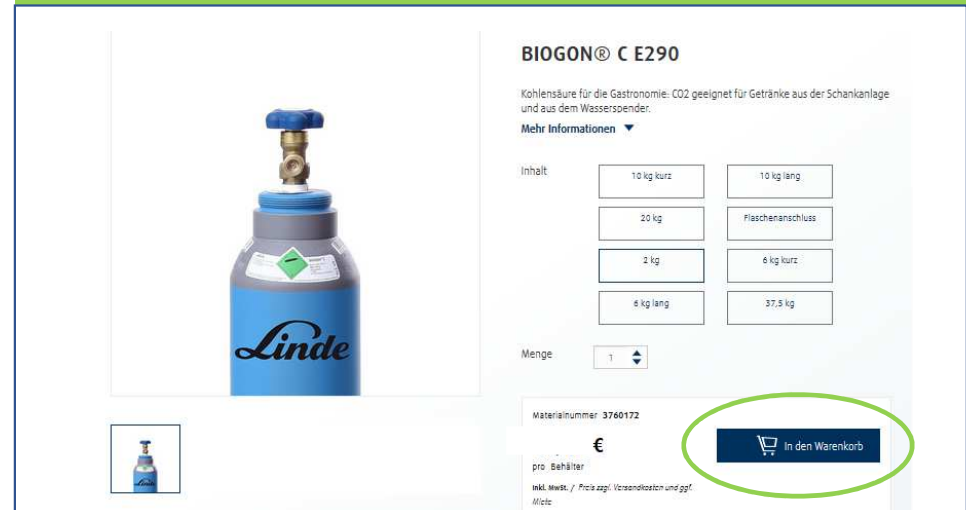 BIOGON® C E290
Kohlensäure für die Gastronomie: CO2 geeignet für Getränke aus der Schankanlage
und aus dem Wasserspender.
Mehr Informationen
Inhalt
10 kg kurz
10 kg lang
20 kg
Flaschenanschluss
2 kg
6 kg kurz
6 kg lang
37,5 kg
Menge
1
Linde
Materialnummer 3760172
€
In den Warenkorb
pro Behälter
Inkl. MwSt. / Preis zzgl. Versandkosten und ggf.
Miete